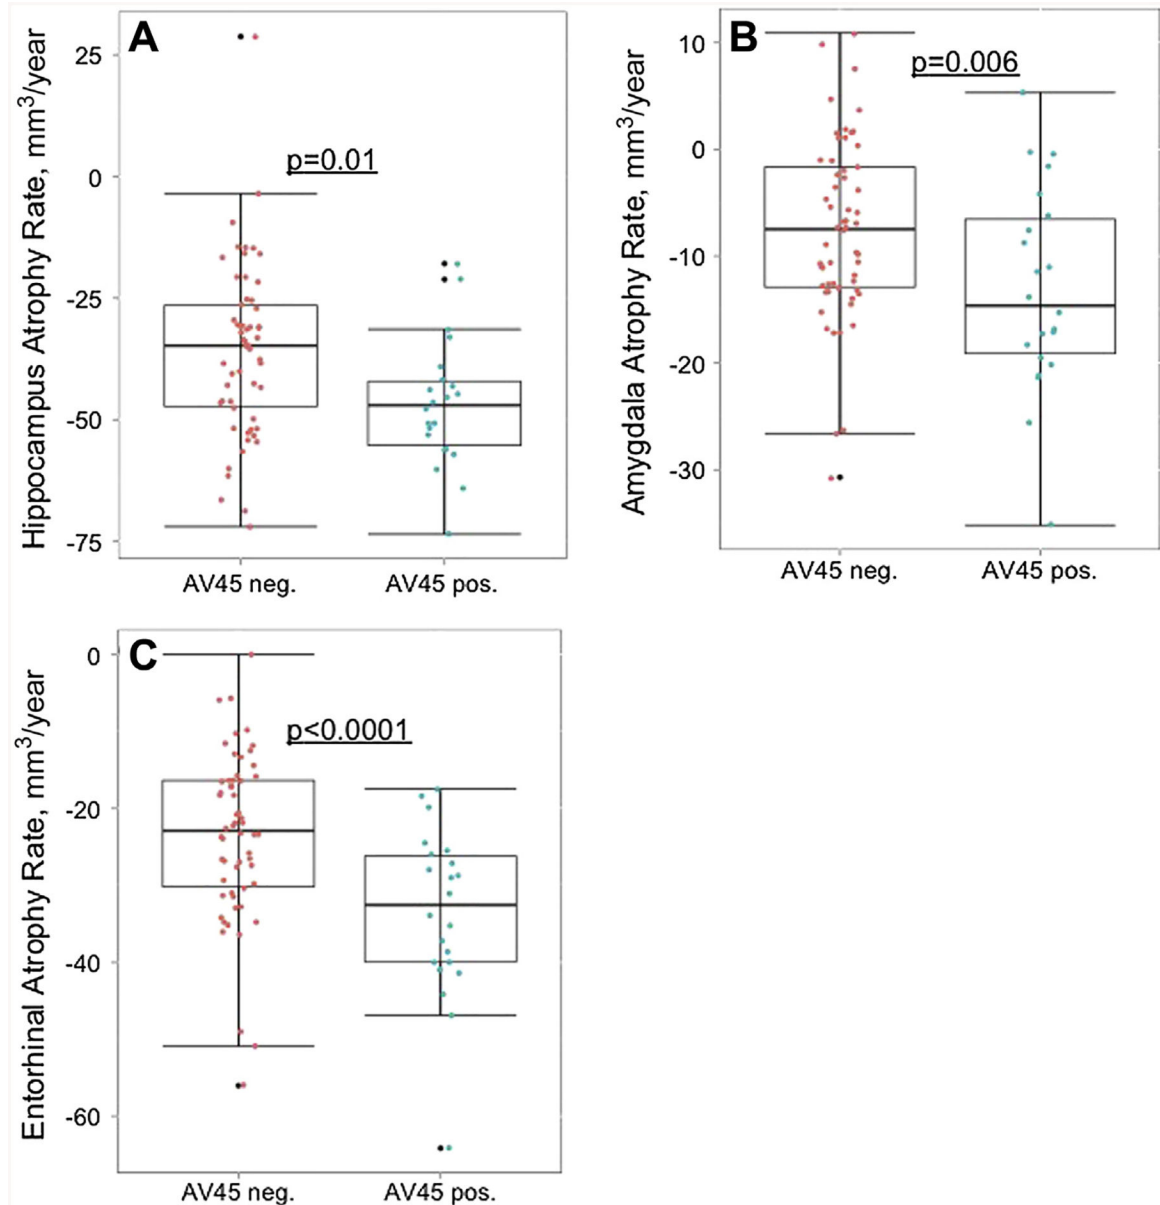 A
Hippocampus Atrophy Rate, mm³/year
25
0
-25
-50
-75
p=0.01
AV45 neg.
AV45 pos.
B
Amygdala Atrophy Rate, mm³/year
10
0
-10
-20
-30
p=0.006
AV45 neg.
AV45 pos.
C
Entorhinal Atrophy Rate, mm³/year
0
-20
-40
-60
p<0.0001
AV45 neg.
AV45 pos.